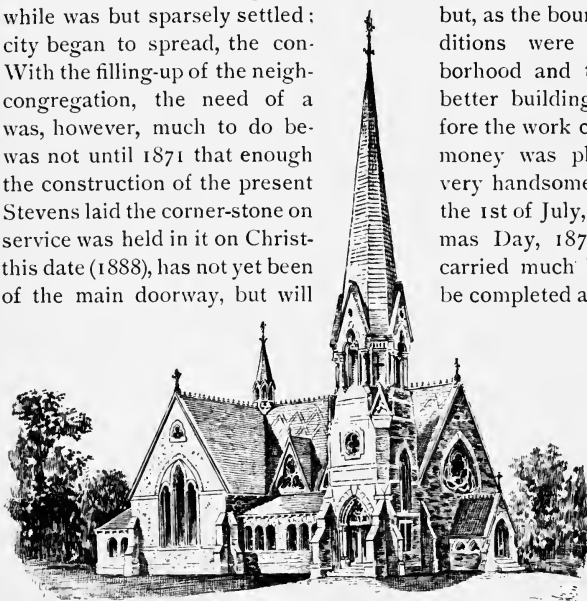 while was but sparsely settled; but, as the boun
city began to spread, the con- ditions were
With the filling-up of the neigh- borhood and t
congregation, the need of a better building
was, however, much to do be- fore the work c
was not until 1871 that enough money was pl
the construction of the present very handsome
Stevens laid the corner-stone on the 1st of July,
service was held in it on Christ- mas Day, 187
this date (1888), has not yet been carried much
of the main doorway, but will be completed a